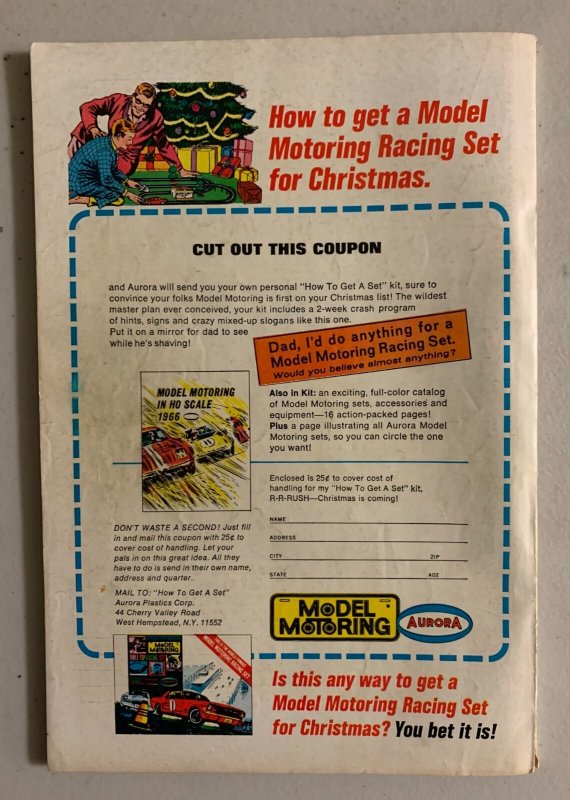 How to get a Model
Motoring Racing Set
for Christmas.
CUT OUT THIS COUPON
and Aurora will send you your own personal "How To Get A Set" kit, sure to
convince your folks Model Motoring is first on your Christmas list! The wildest
master plan ever conceived, your kit includes a 2-week crash program
of hints, signs and crazy mixed-up slogans like this one.
Put it on a mirror for dad to see
while he's shaving!
Dad, I'd do anything for a
Model Motoring Racing Set.
Would you believe almost anything?
MODEL MOTORING
IN HO SCALE
1966
Also in Kit: an exciting, full-color catalog
of Model Motoring sets, accessories and
equipment—16 action-packed pages!
Plus a page illustrating all Aurora Model
Motoring sets, so you can circle the one
you want!
Enclosed is 25¢ to cover cost of
handling for my "How To Get A Set" kit.
R-R-RUSH—Christmas is coming!
NAME
ADDRESS
CITY ZIP
STATE AGE
DON'T WASTE A SECOND! Just fill
in and mail this coupon with 25¢ to
cover cost of handling. Let your
pals in on this great idea. All they
have to do is send in their own name,
address and quarter.
MAIL TO: "How To Get A Set"
Aurora Plastics Corp.
44 Cherry Valley Road
West Hempstead, N.Y. 11552
MODEL
MOTORING
AURORA
MODEL
MOTORING
MODEL MOTORING RACING SET
1
Is this any way to get a
Model Motoring Racing Set
for Christmas? You bet it is!